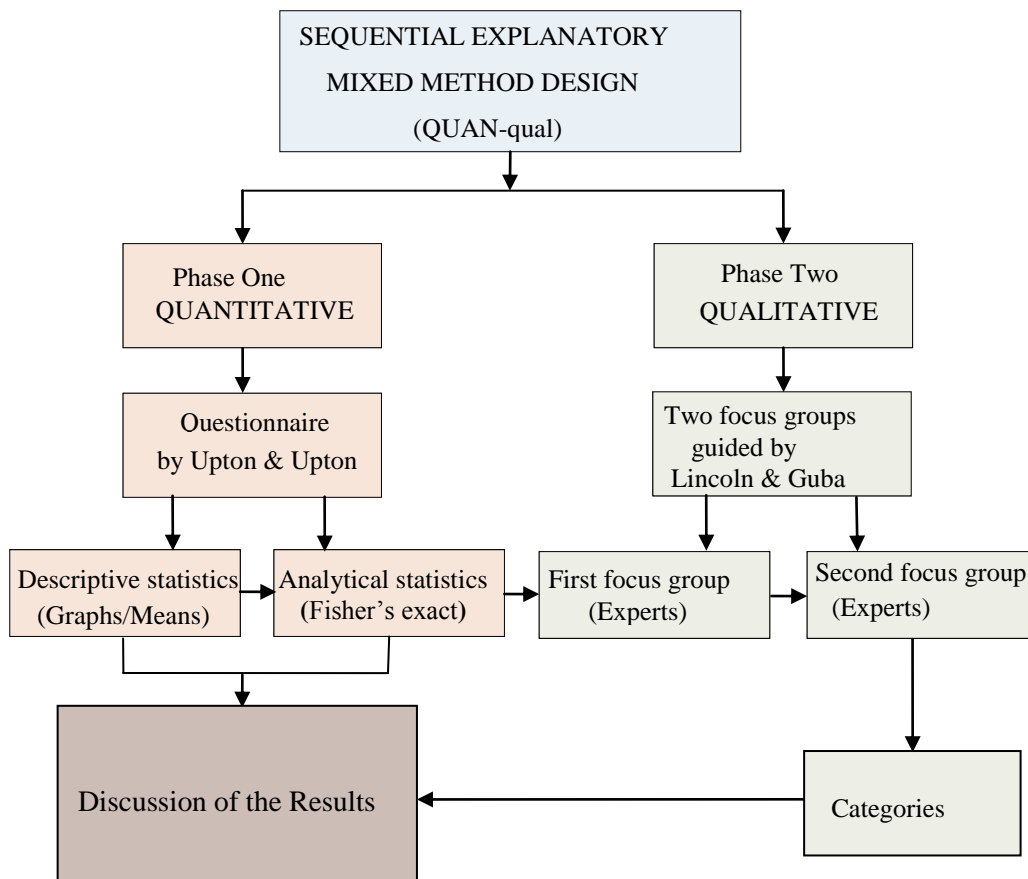 SEQUENTIAL EXPLANATORY
MIXED METHOD DESIGN
(QUAN-qual)
Phase One
QUANTITATIVE
Phase Two
QUALITATIVE
Questionnaire
by Upton & Upton
Two focus groups
guided by
Lincoln & Guba
Descriptive statistics
(Graphs/Means)
Analytical statistics
(Fisher’s exact)
First focus group
(Experts)
Second focus group
(Experts)
Discussion of the Results
Categories